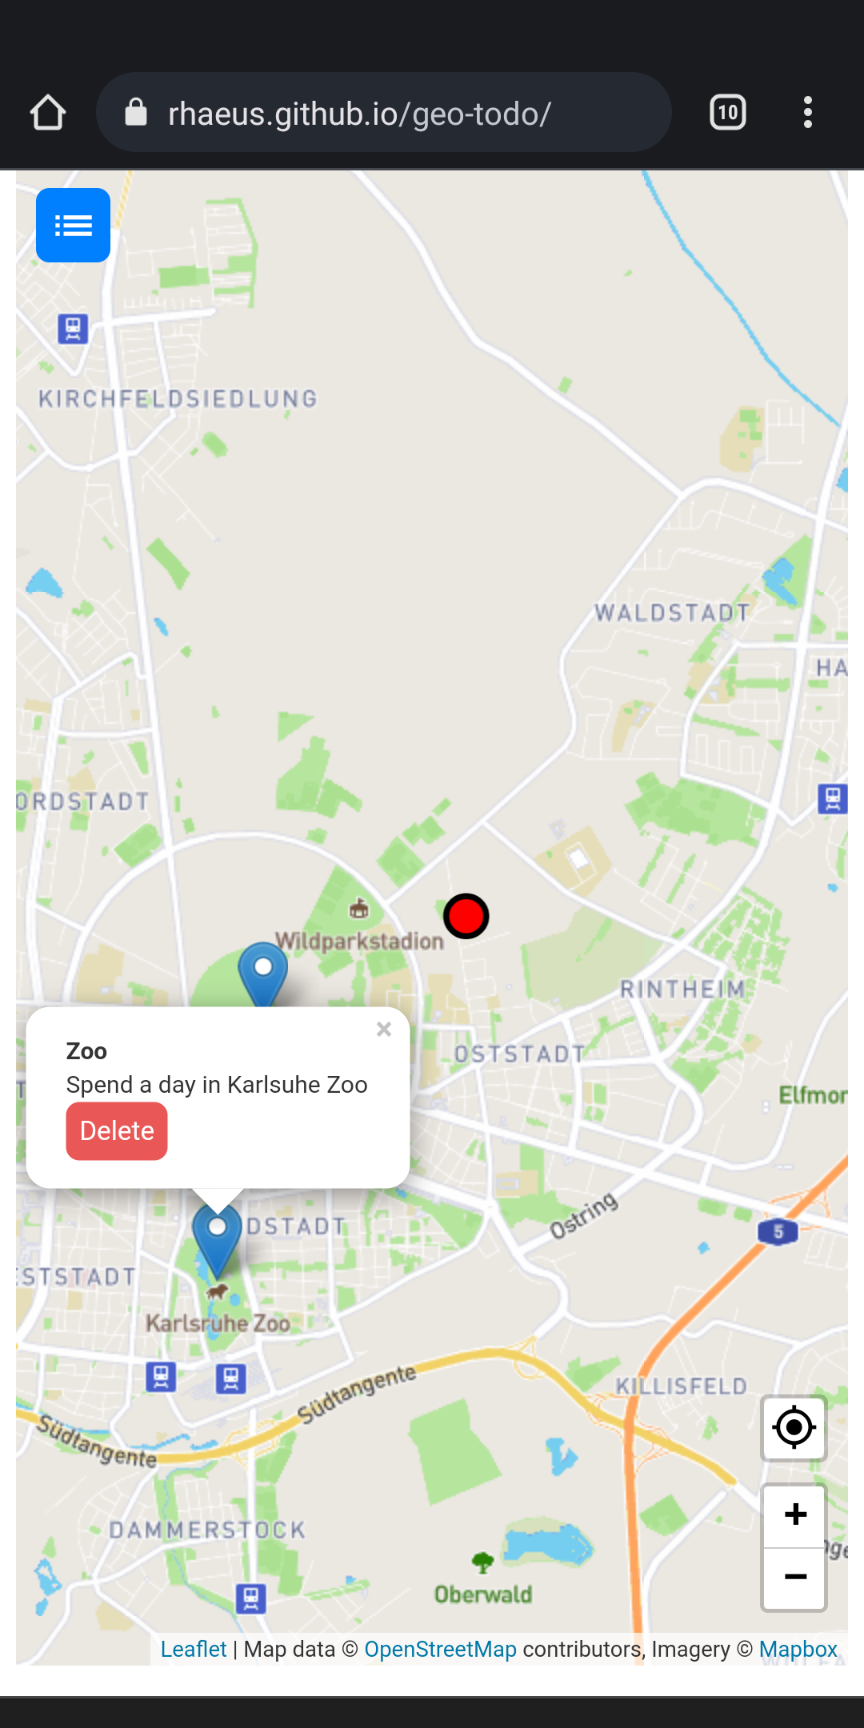 rhaeus.github.io/geo-todo/
10
KIRCHFELDSIEDLUNG
WALDSTADT
HA
ORDSTADT
Wildparkstadion
RINTHEIM
OSTSTADT
Elfmor
×
Zoo
Spend a day in Karlsuhe Zoo
Delete
Ostring
DSTADT
5
ESTSTADT
Karlsruhe Zoo
Südtangente
KILLISFELD
Südtangente
+
DAMMERSTOCK
−
Oberwald
Leaflet | Map data © OpenStreetMap contributors, Imagery © Mapbox